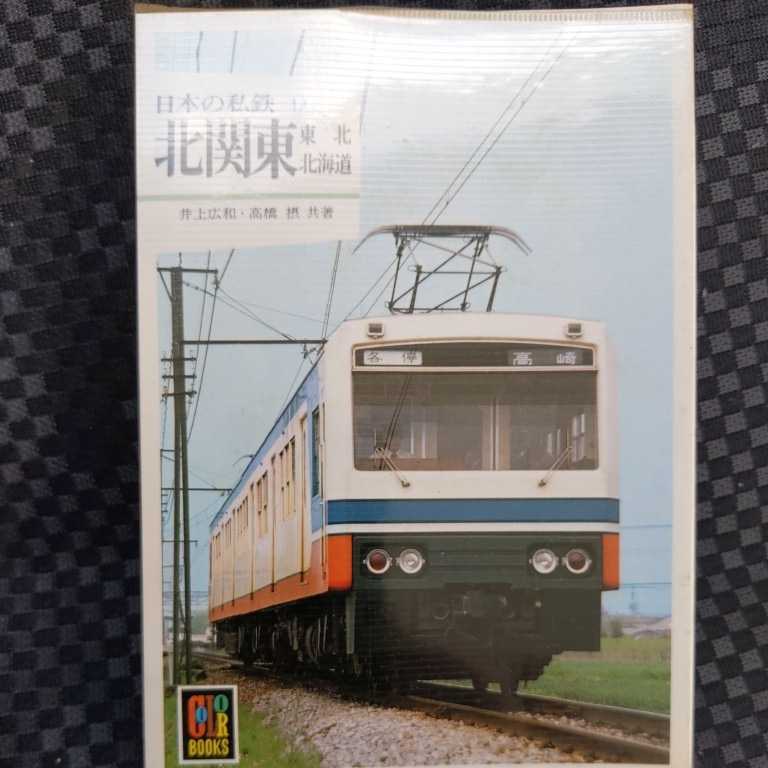 日本の私鉄
北関東
東北
北海道
井上広和・高橋 摂 共著
各停
高崎
COLOR
BOOKS